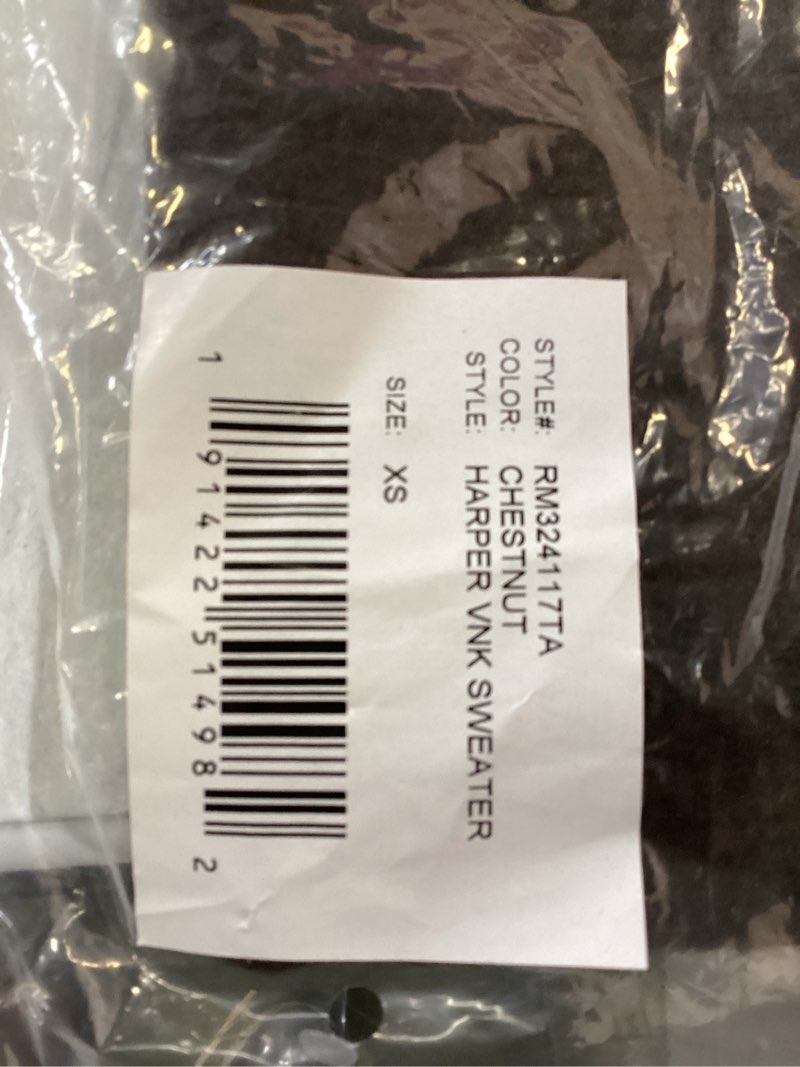 STYLE#: RM324117TA
COLOR: CHESTNUT
STYLE: HARPER VNK SWEATER
SIZE: XS
1 91422 51498 2